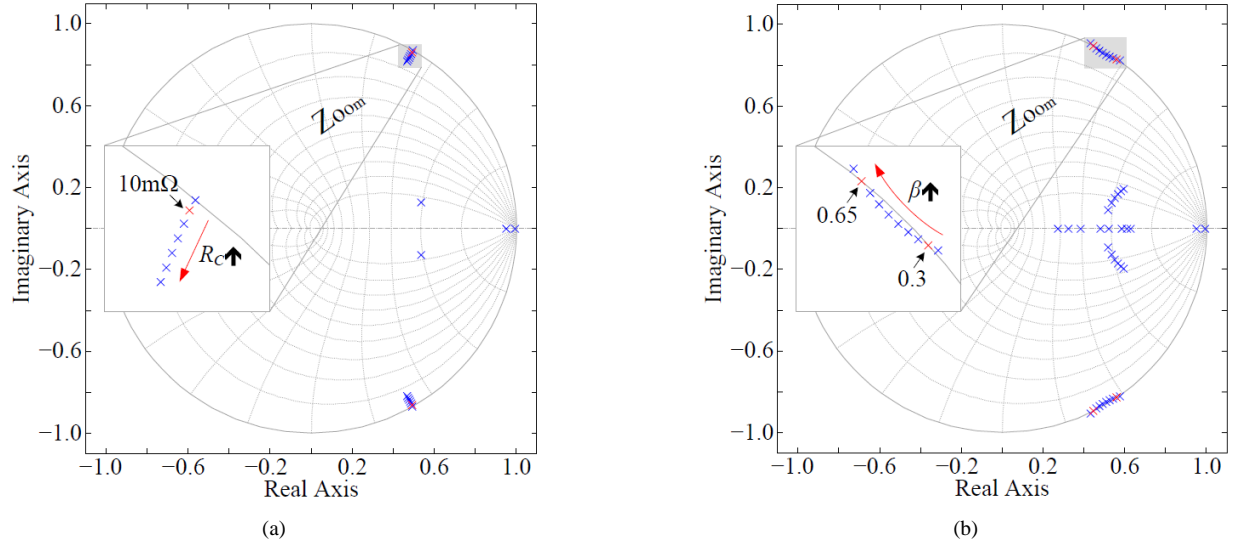 1.0
0.6
0.2
−0.2
−0.6
−1.0
Imaginary Axis
Zoom
10mΩ
R_C ↑
−1.0 −0.6 −0.2 0.2 0.6 1.0
Real Axis
(a)
1.0
0.6
0.2
−0.2
−0.6
−1.0
Imaginary Axis
Zoom
β ↑
0.65
0.3
−1.0 −0.6 −0.2 0.2 0.6 1.0
Real Axis
(b)